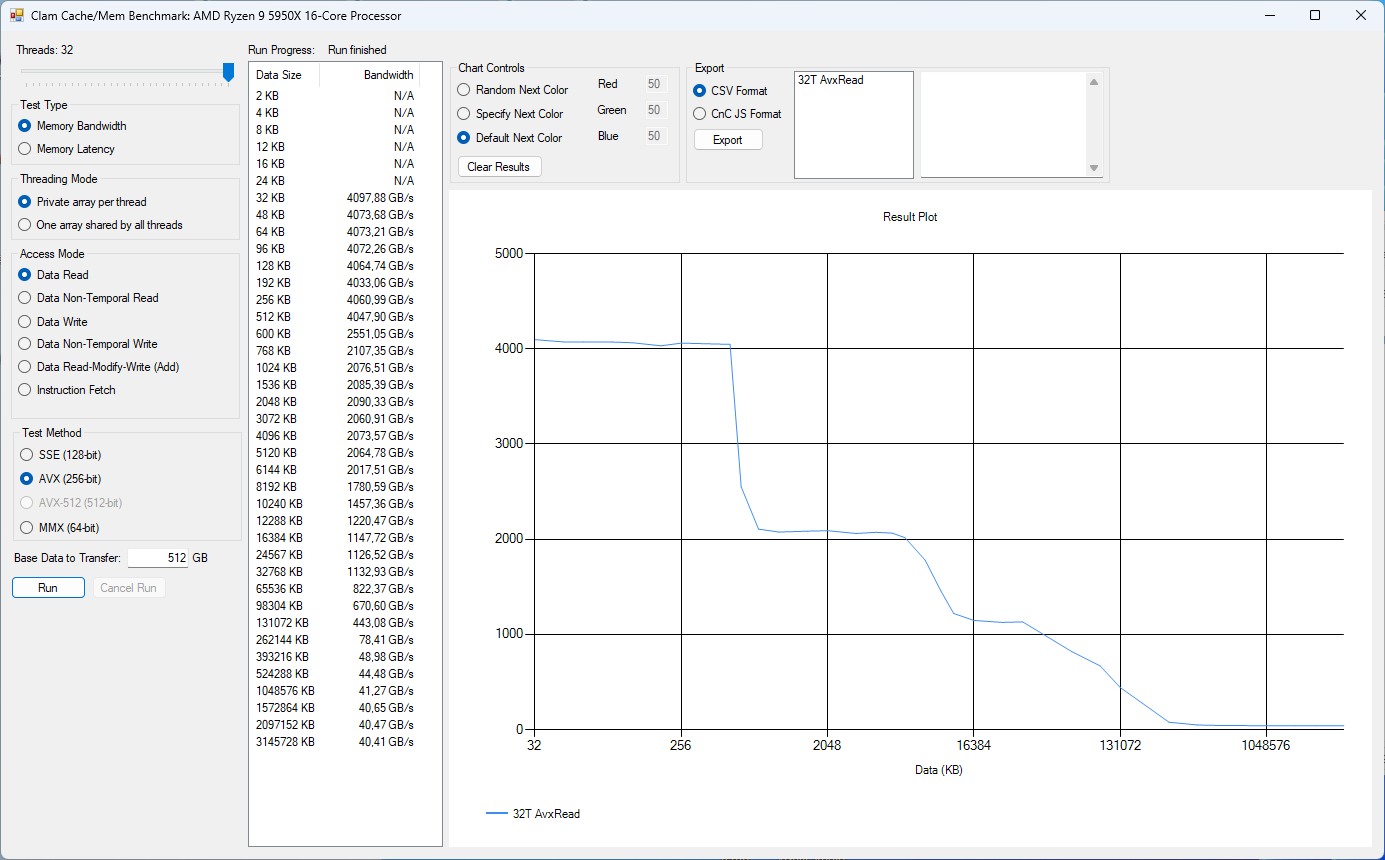 Clam Cache/Mem Benchmark: AMD Ryzen 9 5950X 16-Core Processor
Threads: 32
Test Type
Memory Bandwidth
Memory Latency
Threading Mode
Private array per thread
One array shared by all threads
Access Mode
Data Read
Data Non-Temporal Read
Data Write
Data Non-Temporal Write
Data Read-Modify-Write (Add)
Instruction Fetch
Test Method
SSE (128-bit)
AVX (256-bit)
AVX-512 (512-bit)
MMX (64-bit)
Base Data to Transfer: 512 GB
Run Cancel Run
Run Progress: Run finished
Data Size Bandwidth
2 KB N/A
4 KB N/A
8 KB N/A
12 KB N/A
16 KB N/A
24 KB N/A
32 KB 4097,88 GB/s
48 KB 4073,68 GB/s
64 KB 4073,21 GB/s
96 KB 4072,26 GB/s
128 KB 4064,74 GB/s
192 KB 4033,06 GB/s
256 KB 4060,99 GB/s
512 KB 4047,90 GB/s
600 KB 2551,05 GB/s
768 KB 2107,35 GB/s
1024 KB 2076,51 GB/s
1536 KB 2085,39 GB/s
2048 KB 2090,33 GB/s
3072 KB 2060,91 GB/s
4096 KB 2073,57 GB/s
5120 KB 2064,78 GB/s
6144 KB 2017,51 GB/s
8192 KB 1780,59 GB/s
10240 KB 1457,36 GB/s
12288 KB 1220,47 GB/s
16384 KB 1147,72 GB/s
24567 KB 1126,52 GB/s
32768 KB 1132,93 GB/s
65536 KB 822,37 GB/s
98304 KB 670,60 GB/s
131072 KB 443,08 GB/s
262144 KB 78,41 GB/s
393216 KB 48,98 GB/s
524288 KB 44,48 GB/s
1048576 KB 41,27 GB/s
1572864 KB 40,65 GB/s
2097152 KB 40,47 GB/s
3145728 KB 40,41 GB/s
Chart Controls
Random Next Color Red 50
Specify Next Color Green 50
Default Next Color Blue 50
Clear Results
Export
CSV Format
CnC JS Format
Export
32T AvxRead
Result Plot
5000
4000
3000
2000
1000
0
32 256 2048 16384 131072 1048576
Data (KB)
32T AvxRead